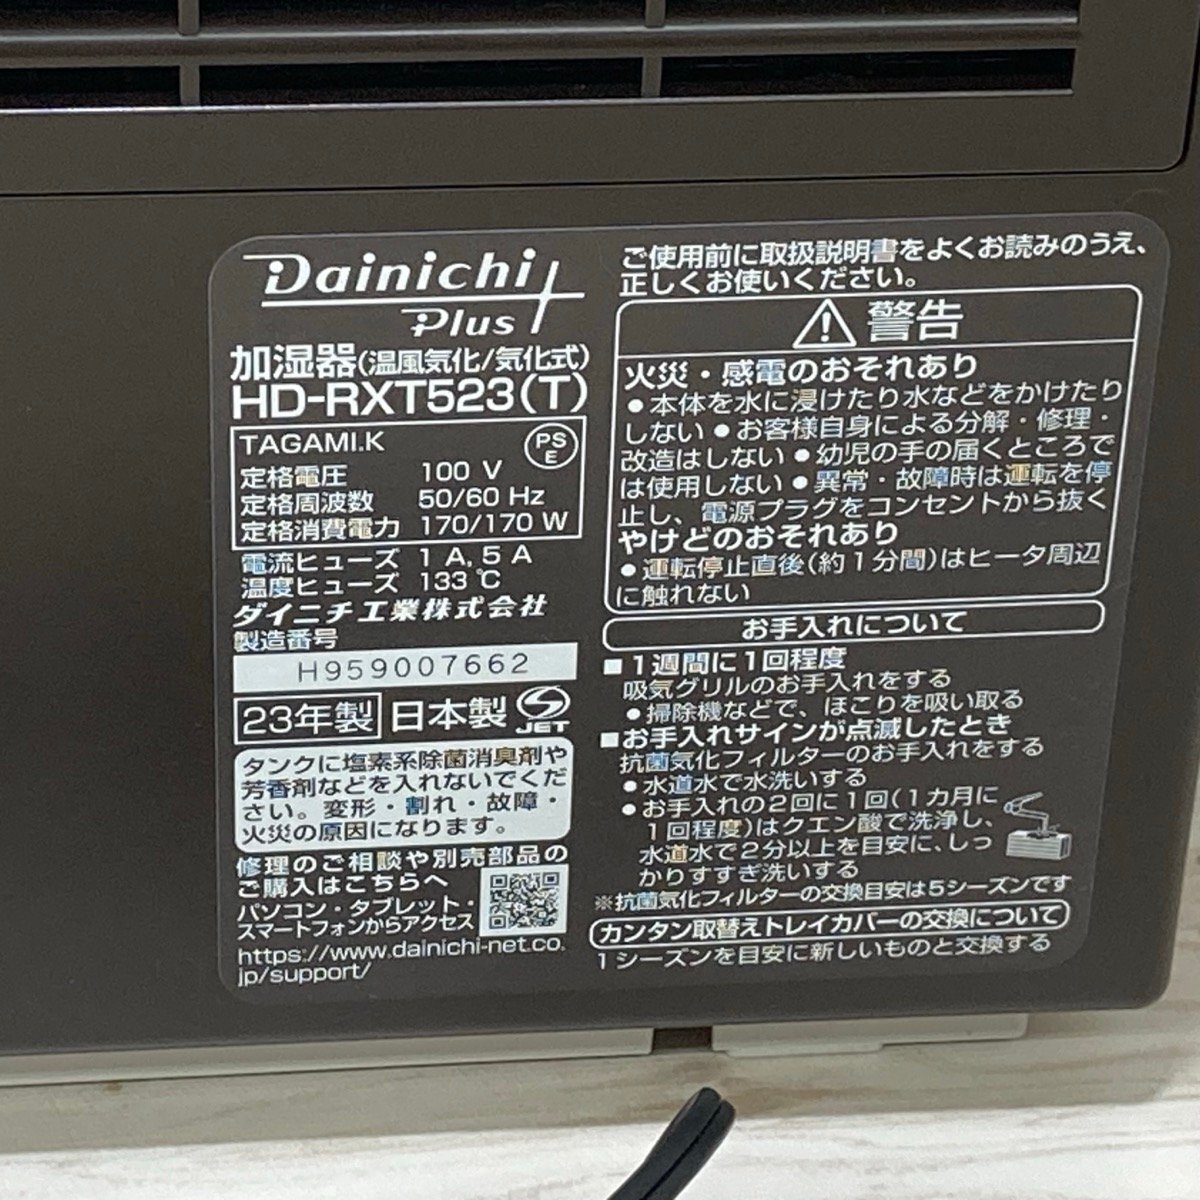 Dainichi
Plus
加湿器(温風気化/気化式)
HD-RXT523(T)
TAGAMI.K
PS
E
定格電圧 100 V
定格周波数 50/60 Hz
定格消費電力 170/170 W
電流ヒューズ 1 A, 5 A
温度ヒューズ 133 ℃
ダイニチ工業株式会社
製造番号
H959007662
23年製 日本製 JET
タンクに塩素系除菌消臭剤や
芳香剤などを入れないでくだ
さい。変形・割れ・故障・
火災の原因になります。
修理のご相談や別売部品の
ご購入はこちらへ
パソコン・タブレット・
スマートフォンからアクセス
https://www.dainichi-net.co.
jp/support/
ご使用前に取扱説明書をよくお読みのうえ、
正しくお使いください。
警告
火災・感電のおそれあり
●本体を水に浸けたり水などをかけたり
しない ●お客様自身による分解・修理・
改造はしない ●幼児の手の届くところで
は使用しない ●異常・故障時は運転を停
止し、電源プラグをコンセントから抜く
やけどのおそれあり
●運転停止直後(約1分間)はヒータ周辺
に触れない
お手入れについて
■1週間に1回程度
吸気グリルのお手入れをする
●掃除機などで、ほこりを吸い取る
■お手入れサインが点滅したとき
抗菌気化フィルターのお手入れをする
●水道水で水洗いする
●お手入れの2回に1回(1カ月に
1回程度)はクエン酸で洗浄し、
水道水で2分以上を目安に、しっ
かりすすぎ洗いする
※抗菌気化フィルターの交換目安は5シーズンです
カンタン取替えトレイカバーの交換について
1シーズンを目安に新しいものと交換する